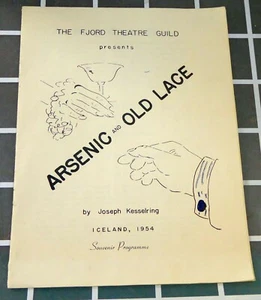 THE FJORD THEATRE GUILD
presents
ARSENIC AND OLD LACE
by Joseph Kesselring
ICELAND, 1954
Souvenir Programme